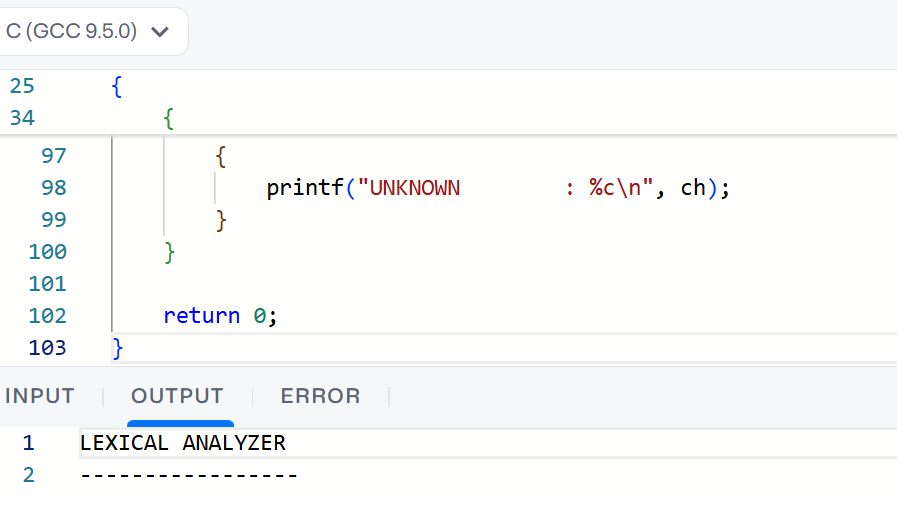 C (GCC 9.5.0)
25 {
34 {
97 {
98 printf("UNKNOWN        : %c\n", ch);
99 }
100 }
101
102 return 0;
103 }
INPUT OUTPUT ERROR
1 LEXICAL ANALYZER
2 -----------------